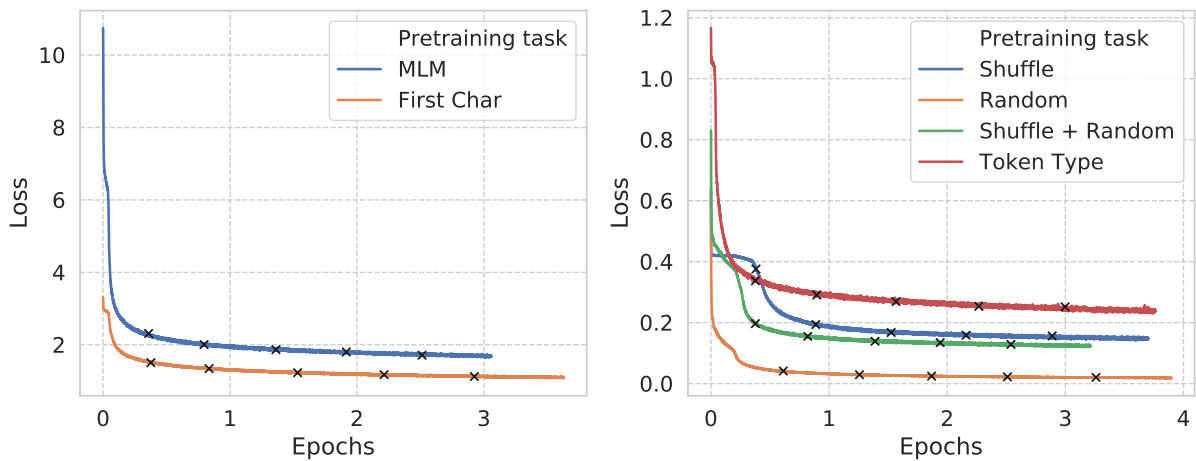 Pretraining task
MLM
First Char
10
8
6
4
2
Loss
0
1
2
3
Epochs
Pretraining task
Shuffle
Random
Shuffle + Random
Token Type
1.2
1.0
0.8
0.6
0.4
0.2
0.0
Loss
0
1
2
3
4
Epochs